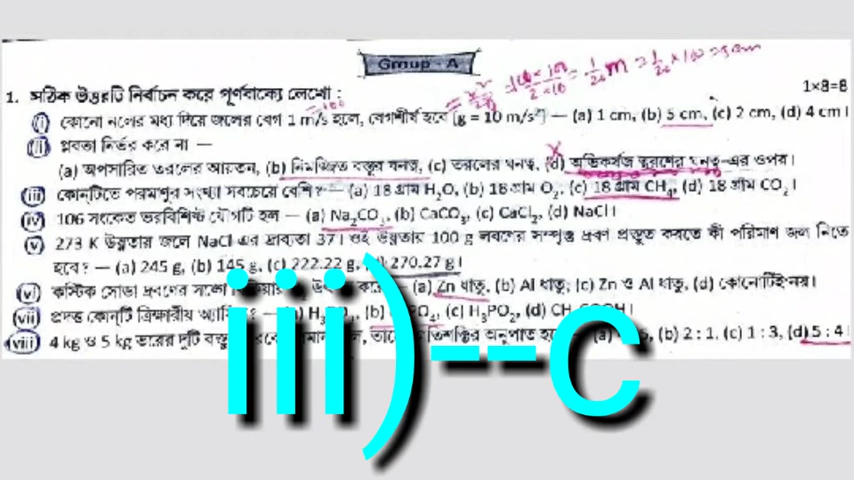 Group - A
1. সঠিক উত্তরটি নির্বাচন করে পূর্ণবাক্যে লেখো : 1×8=8
(i) কোনো নলের মধ্য দিয়ে জলের বেগ 1 m/s হলে, বেগশীর্ষ হবে [g = 10 m/s²] — (a) 1 cm, (b) 5 cm, (c) 2 cm, (d) 4 cm।
(ii) প্লবতা নির্ভর করে না —
(a) অপসারিত তরলের আয়তন, (b) নিমজ্জিত বস্তুর ঘনত্ব, (c) তরলের ঘনত্ব, (d) অভিকর্ষজ ত্বরণের ঘনত্ব-এর ওপর।
(iii) কোন্‌টিতে পরমাণুর সংখ্যা সবচেয়ে বেশি? — (a) 18 গ্রাম H₂O, (b) 18 গ্রাম O₂, (c) 18 গ্রাম CH₄, (d) 18 গ্রাম CO₂।
(iv) 106 সংকেত ভরবিশিষ্ট যৌগটি হল — (a) Na₂CO₃, (b) CaCO₃, (c) CaCl₂, (d) NaCl।
(v) 273 K উষ্ণতায় জলে NaCl এর দ্রাব্যতা 37। ওই উষ্ণতায় 100 g লবণের সম্পৃক্ত দ্রবণ প্রস্তুত করতে কী পরিমাণ জল নিতে
হবে? — (a) 245 g, (b) 145 g, (c) 222.22 g, 270.27 g।
(vi) কস্টিক সোডা দ্রবণের সঙ্গে (a) Zn ধাতু, (b) Al ধাতু, (c) Zn ও Al ধাতু, (d) কোনোটিই নয়।
(vii) প্রদত্ত কোন্‌টি ত্রিক্ষারীয় (c) H₃PO₂, (d)
(viii) 4 kg ও 5 kg ভরের দুটি অনুপাত (b) 2 : 1, (c) 1 : 3, (d) 5 : 4।
iii)--c